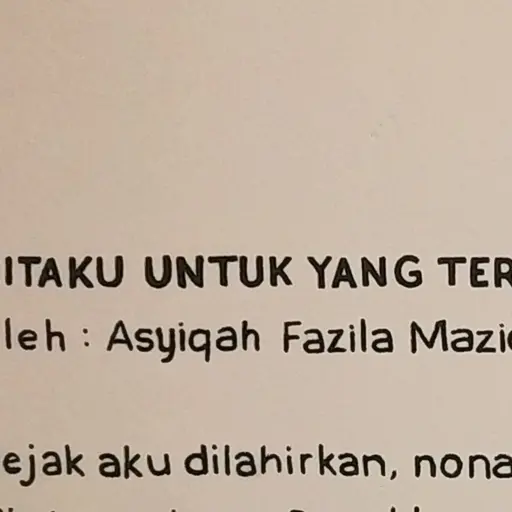 ITAKU UNTUK YANG TER
leh : Asyiqah Fazila Mazi
ejak aku dilahirkan, nona